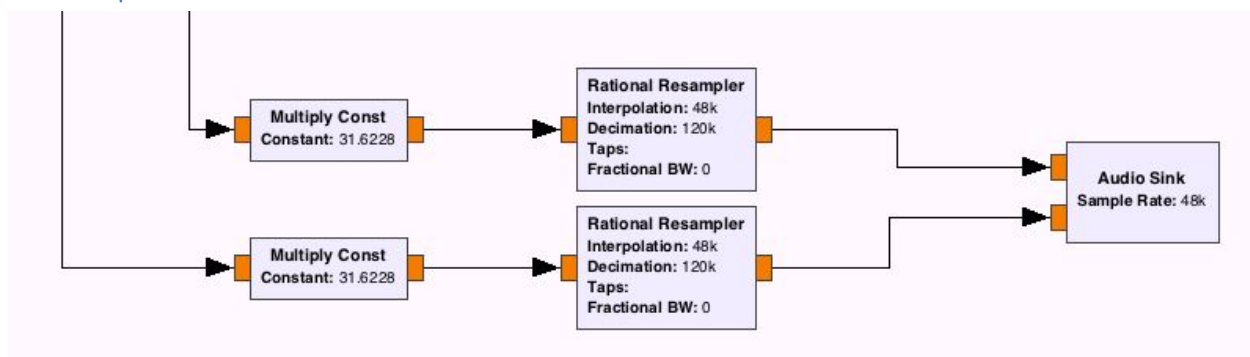 Multiply Const
Constant: 31.6228
Rational Resampler
Interpolation: 48k
Decimation: 120k
Taps:
Fractional BW: 0
Audio Sink
Sample Rate: 48k
Multiply Const
Constant: 31.6228
Rational Resampler
Interpolation: 48k
Decimation: 120k
Taps:
Fractional BW: 0